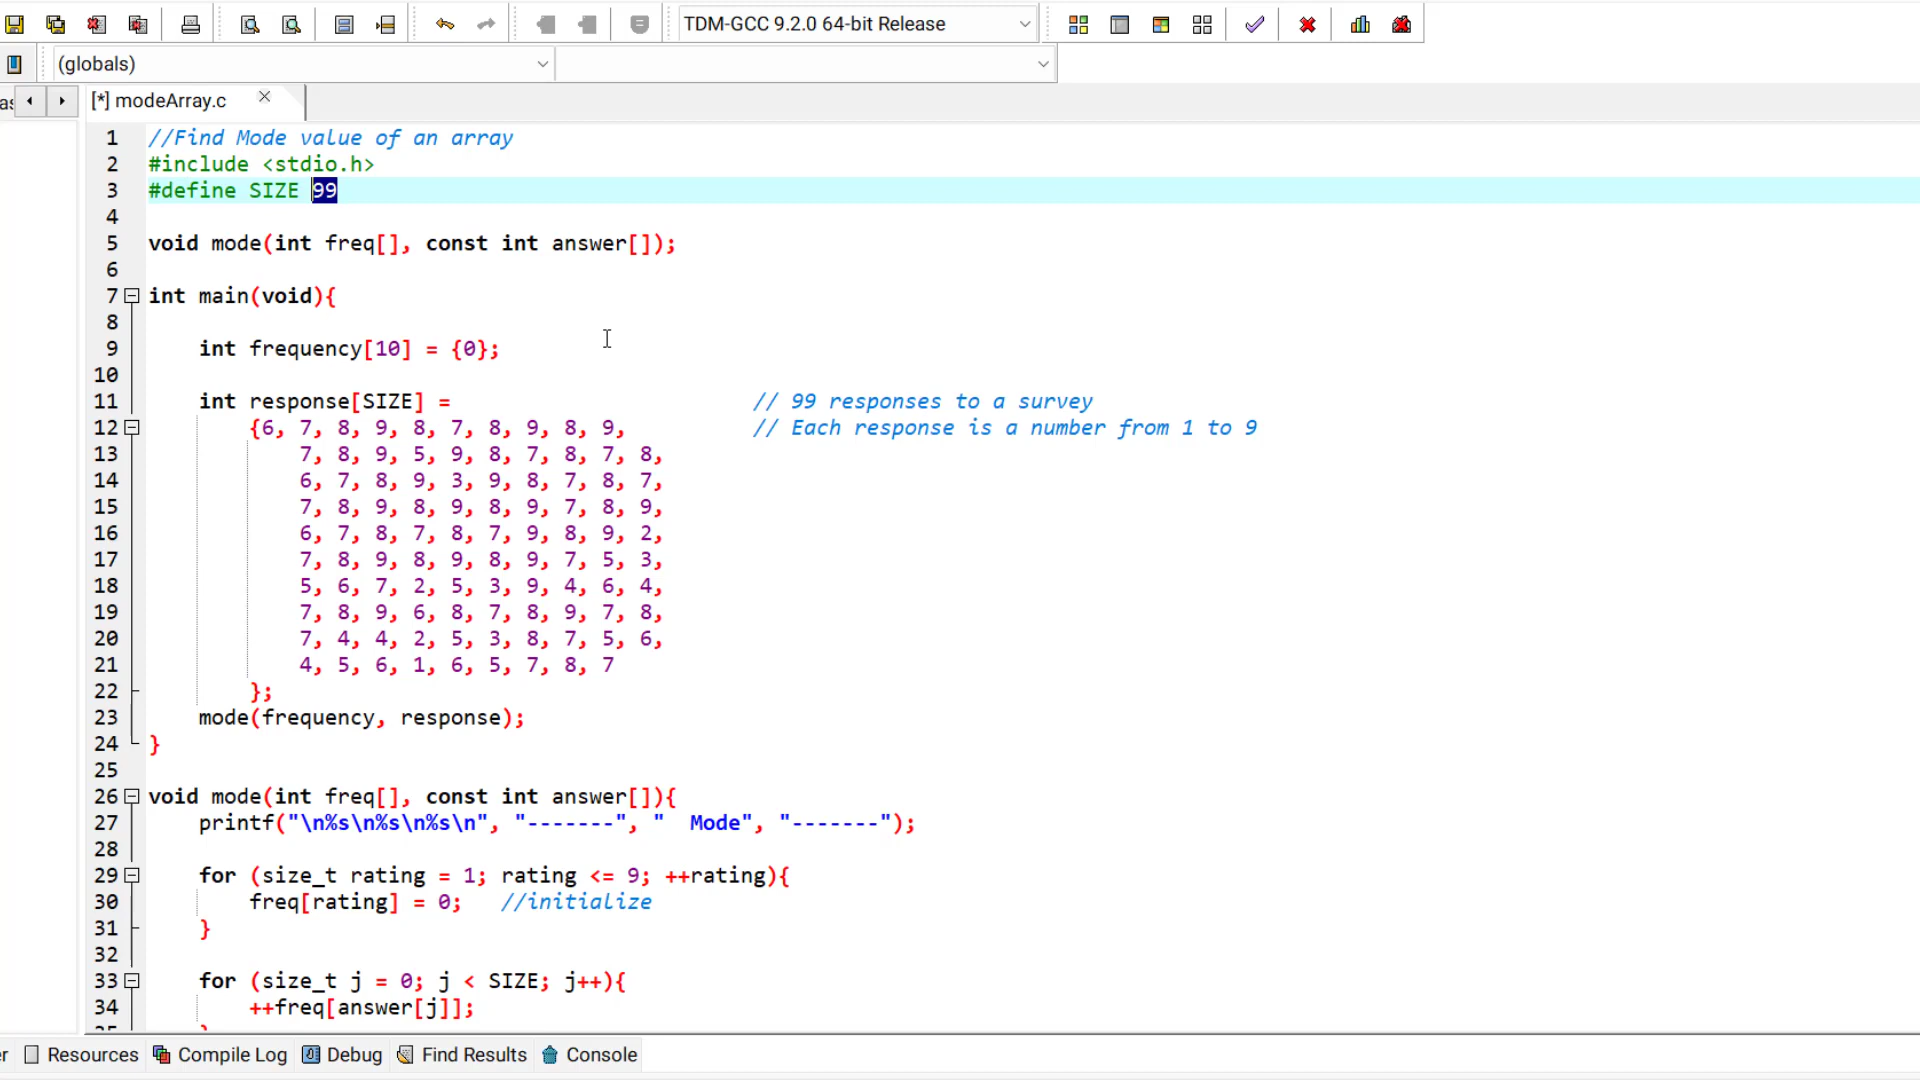 TDM-GCC 9.2.0 64-bit Release
(globals)
[*] modeArray.c
1 //Find Mode value of an array
2 #include <stdio.h>
3 #define SIZE 99
4
5 void mode(int freq[], const int answer[]);
6
7 int main(void){
8
9 int frequency[10] = {0};
10
11 int response[SIZE] = // 99 responses to a survey
12 {6, 7, 8, 9, 8, 7, 8, 9, 8, 9, // Each response is a number from 1 to 9
13 7, 8, 9, 5, 9, 8, 7, 8, 7, 8,
14 6, 7, 8, 9, 3, 9, 8, 7, 8, 7,
15 7, 8, 9, 8, 9, 8, 9, 7, 8, 9,
16 6, 7, 8, 7, 8, 7, 9, 8, 9, 2,
17 7, 8, 9, 8, 9, 8, 9, 7, 5, 3,
18 5, 6, 7, 2, 5, 3, 9, 4, 6, 4,
19 7, 8, 9, 6, 8, 7, 8, 9, 7, 8,
20 7, 4, 4, 2, 5, 3, 8, 7, 5, 6,
21 4, 5, 6, 1, 6, 5, 7, 8, 7
22 };
23 mode(frequency, response);
24 }
25
26 void mode(int freq[], const int answer[]){
27 printf("\n%s\n%s\n%s\n", "-------", "  Mode", "-------");
28
29 for (size_t rating = 1; rating <= 9; ++rating){
30 freq[rating] = 0; //initialize
31 }
32
33 for (size_t j = 0; j < SIZE; j++){
34 ++freq[answer[j]];
Resources Compile Log Debug Find Results Console